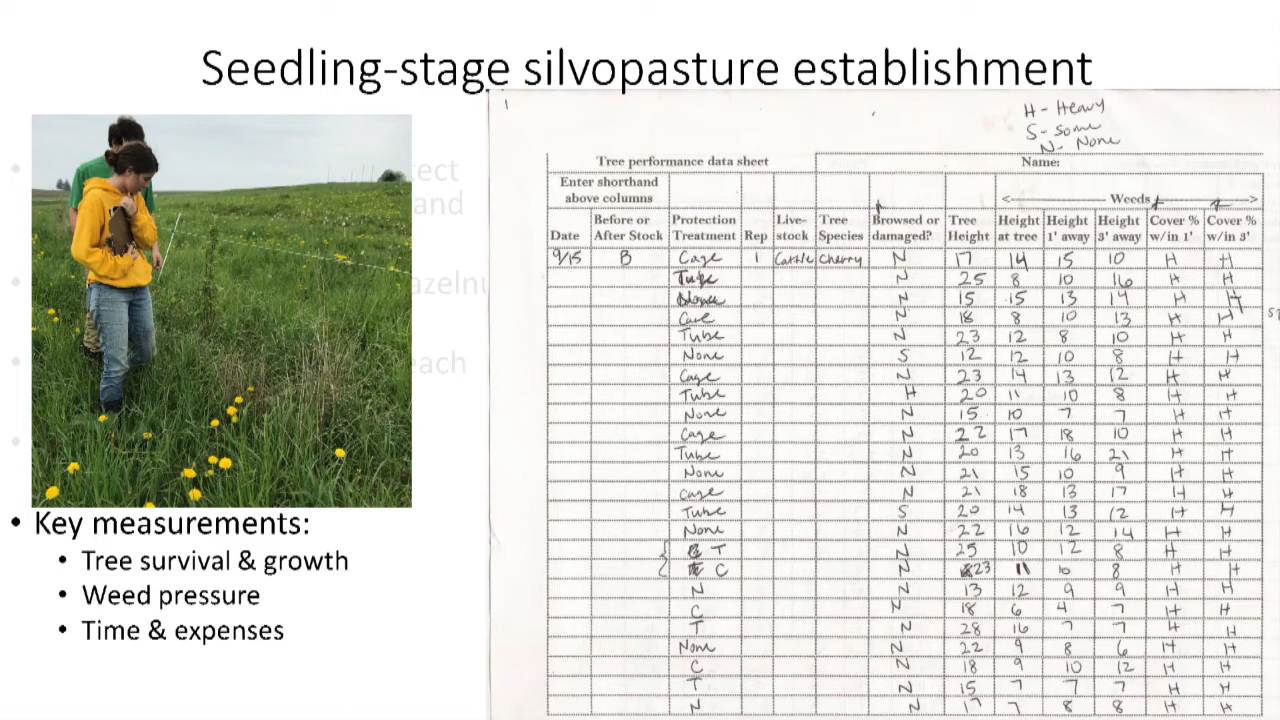 Seedling-stage silvopasture establishment
1
H - Heavy
S - some
N - None
tect
and
azelnu
each
Tree performance data sheet Name:
Enter shorthand above columns <- Weeds ->
Date Before or After Stock Protection Treatment Rep Live-stock Tree Species Browsed or damaged? Tree Height Height at tree Height 1' away Height 3' away Cover % w/in 1' Cover % w/in 3'
9/15 B Cage 1 Cattle Cherry N 17 14 15 10 H H
Tube N 25 8 10 16 H H
None N 15 15 13 14 H H
Cage N 18 8 10 13 H H
Tube N 23 12 8 10 H H
None S 12 12 10 8 H H
Cage N 23 14 13 12 H H
Tube H 20 11 10 8 H H
None N 15 10 7 7 H H
Cage N 22 17 18 10 H H
Tube N 20 13 16 21 H H
None N 21 15 10 9 H H
Cage N 21 18 13 17 H H
Tube S 20 14 13 12 H H
None N 22 16 12 14 H H
T N 25 10 12 8 H H
C N 23 11 10 8 H H
N N 13 12 9 9 H H
C N 18 6 4 7 H H
T N 28 16 7 7 H H
None N 22 9 8 6 H H
C N 18 9 10 12 H H
T N 15 7 7 7 H H
N N 17 7 8 8 H H
• Key measurements:
• Tree survival & growth
• Weed pressure
• Time & expenses